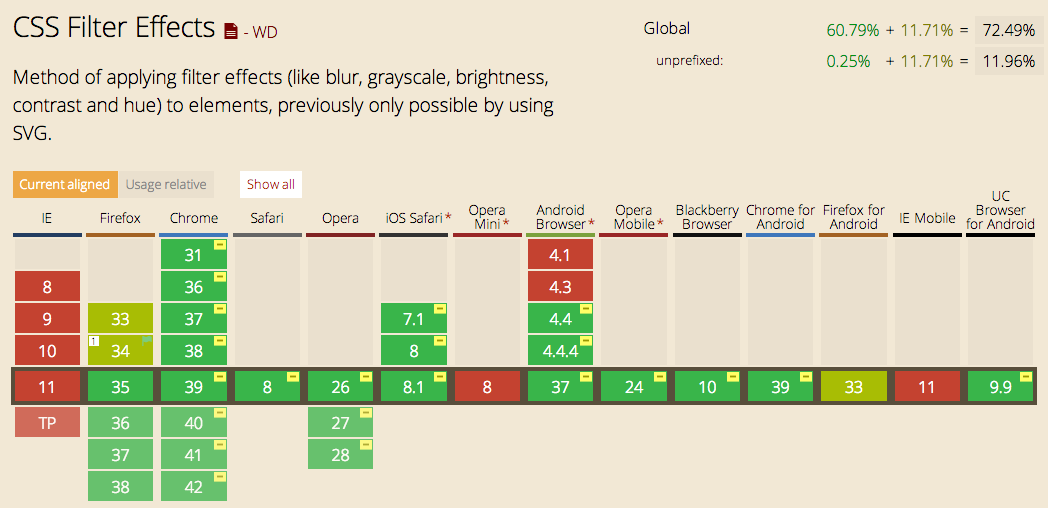 CSS Filter Effects - WD
Global 60.79% + 11.71% = 72.49%
unprefixed: 0.25% + 11.71% = 11.96%
Method of applying filter effects (like blur, grayscale, brightness,
contrast and hue) to elements, previously only possible by using
SVG.
Current aligned Usage relative Show all
IE Firefox Chrome Safari Opera iOS Safari* Opera Mini* Android Browser* Opera Mobile* Blackberry Browser Chrome for Android Firefox for Android IE Mobile UC Browser for Android
31 4.1
8 36 4.3
9 33 37 7.1 4.4
10 1 34 38 8 4.4.4
11 35 39 8 26 8.1 8 37 24 10 39 33 11 9.9
TP 36 40 27
37 41 28
38 42